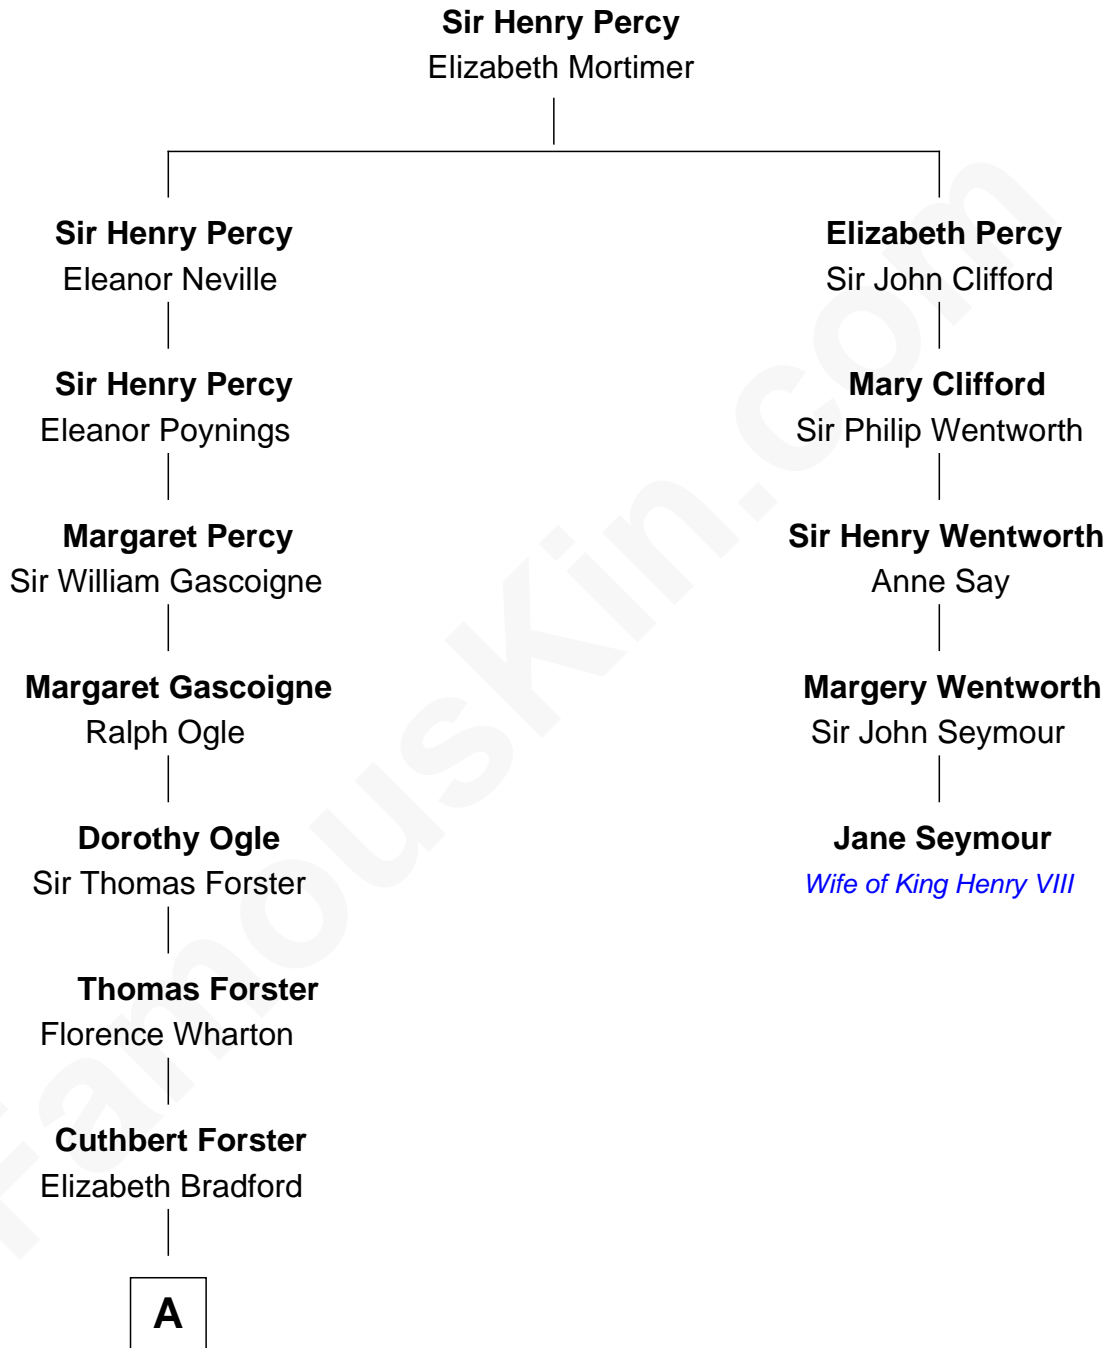 Sir Henry Percy
Elizabeth Mortimer
Sir Henry Percy
Eleanor Neville
Elizabeth Percy
Sir John Clifford
Sir Henry Percy
Eleanor Poynings
Mary Clifford
Sir Philip Wentworth
Margaret Percy
Sir William Gascoigne
Sir Henry Wentworth
Anne Say
Margaret Gascoigne
Ralph Ogle
Margery Wentworth
Sir John Seymour
Dorothy Ogle
Sir Thomas Forster
Jane Seymour
Wife of King Henry VIII
Thomas Forster
Florence Wharton
Cuthbert Forster
Elizabeth Bradford
A
FamousKin.com